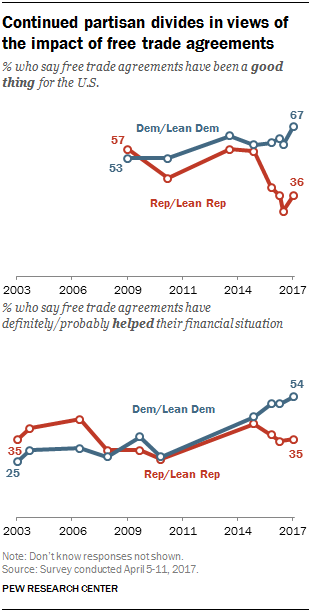 Continued partisan divides in views of
the impact of free trade agreements
% who say free trade agreements have been a good
thing for the U.S.
67
Dem/Lean Dem
57
53
36
Rep/Lean Rep
2003 2006 2009 2011 2014 2017
% who say free trade agreements have
definitely/probably helped their financial situation
54
Dem/Lean Dem
35
35
25
Rep/Lean Rep
2003 2006 2009 2011 2014 2017
Note: Don't know responses not shown.
Source: Survey conducted April 5-11, 2017.
PEW RESEARCH CENTER